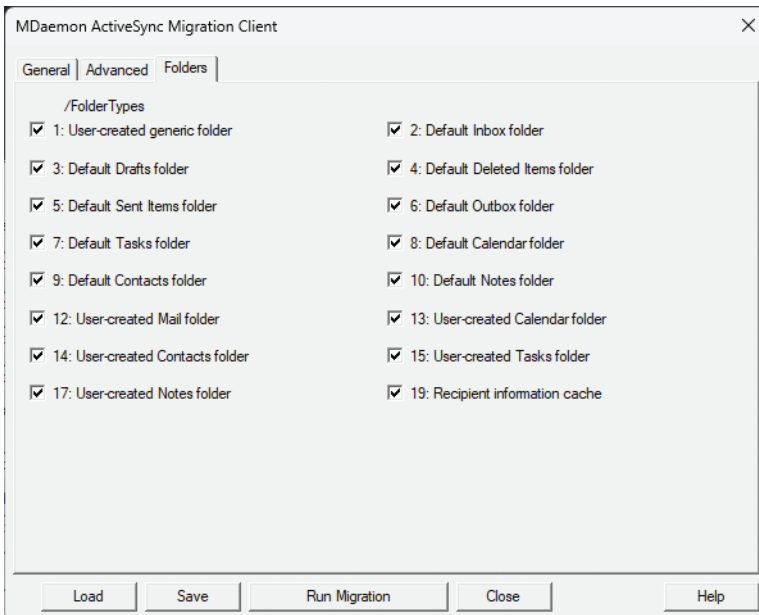 MDaemon ActiveSync Migration Client
General Advanced Folders
/FolderTypes
1: User-created generic folder 2: Default Inbox folder
3: Default Drafts folder 4: Default Deleted Items folder
5: Default Sent Items folder 6: Default Outbox folder
7: Default Tasks folder 8: Default Calendar folder
9: Default Contacts folder 10: Default Notes folder
12: User-created Mail folder 13: User-created Calendar folder
14: User-created Contacts folder 15: User-created Tasks folder
17: User-created Notes folder 19: Recipient information cache
Load Save Run Migration Close Help